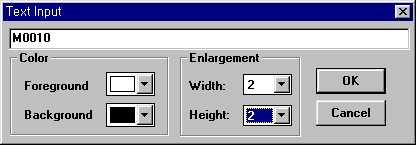 Text Input
M0010
Color
Enlargement
Foreground
Width: 2
OK
Background
Height: 2
Cancel